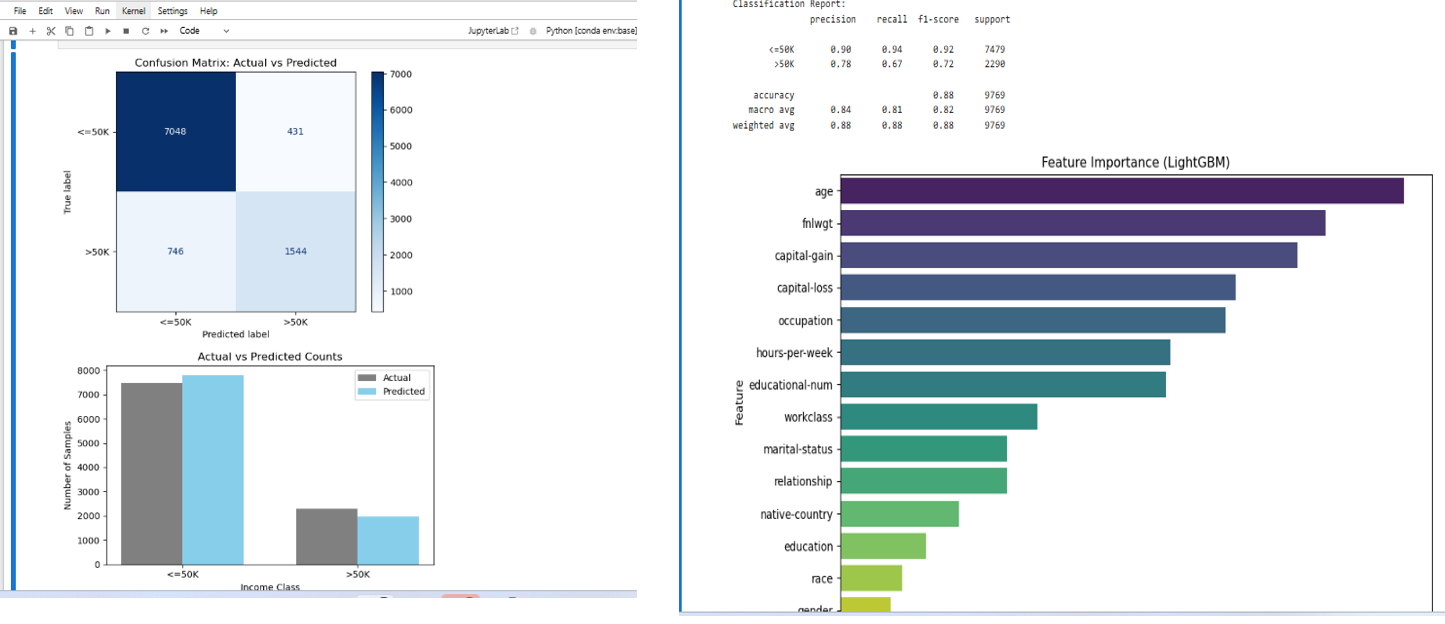 File Edit View Run Kernel Settings Help
Code JupyterLab Python [conda env:base]
Confusion Matrix: Actual vs Predicted
7000
6000
5000
4000
3000
2000
1000
True label
<=50K 7048 431
>50K 746 1544
<=50K >50K
Predicted label
Actual vs Predicted Counts
Actual
Predicted
Number of Samples
8000
7000
6000
5000
4000
3000
2000
1000
0
<=50K >50K
Income Class
Classification Report:
precision recall f1-score support
<=50K 0.90 0.94 0.92 7479
>50K 0.78 0.67 0.72 2290
accuracy 0.88 9769
macro avg 0.84 0.81 0.82 9769
weighted avg 0.88 0.88 0.88 9769
Feature Importance (LightGBM)
Feature
age
fnlwgt
capital-gain
capital-loss
occupation
hours-per-week
educational-num
workclass
marital-status
relationship
native-country
education
race
gender